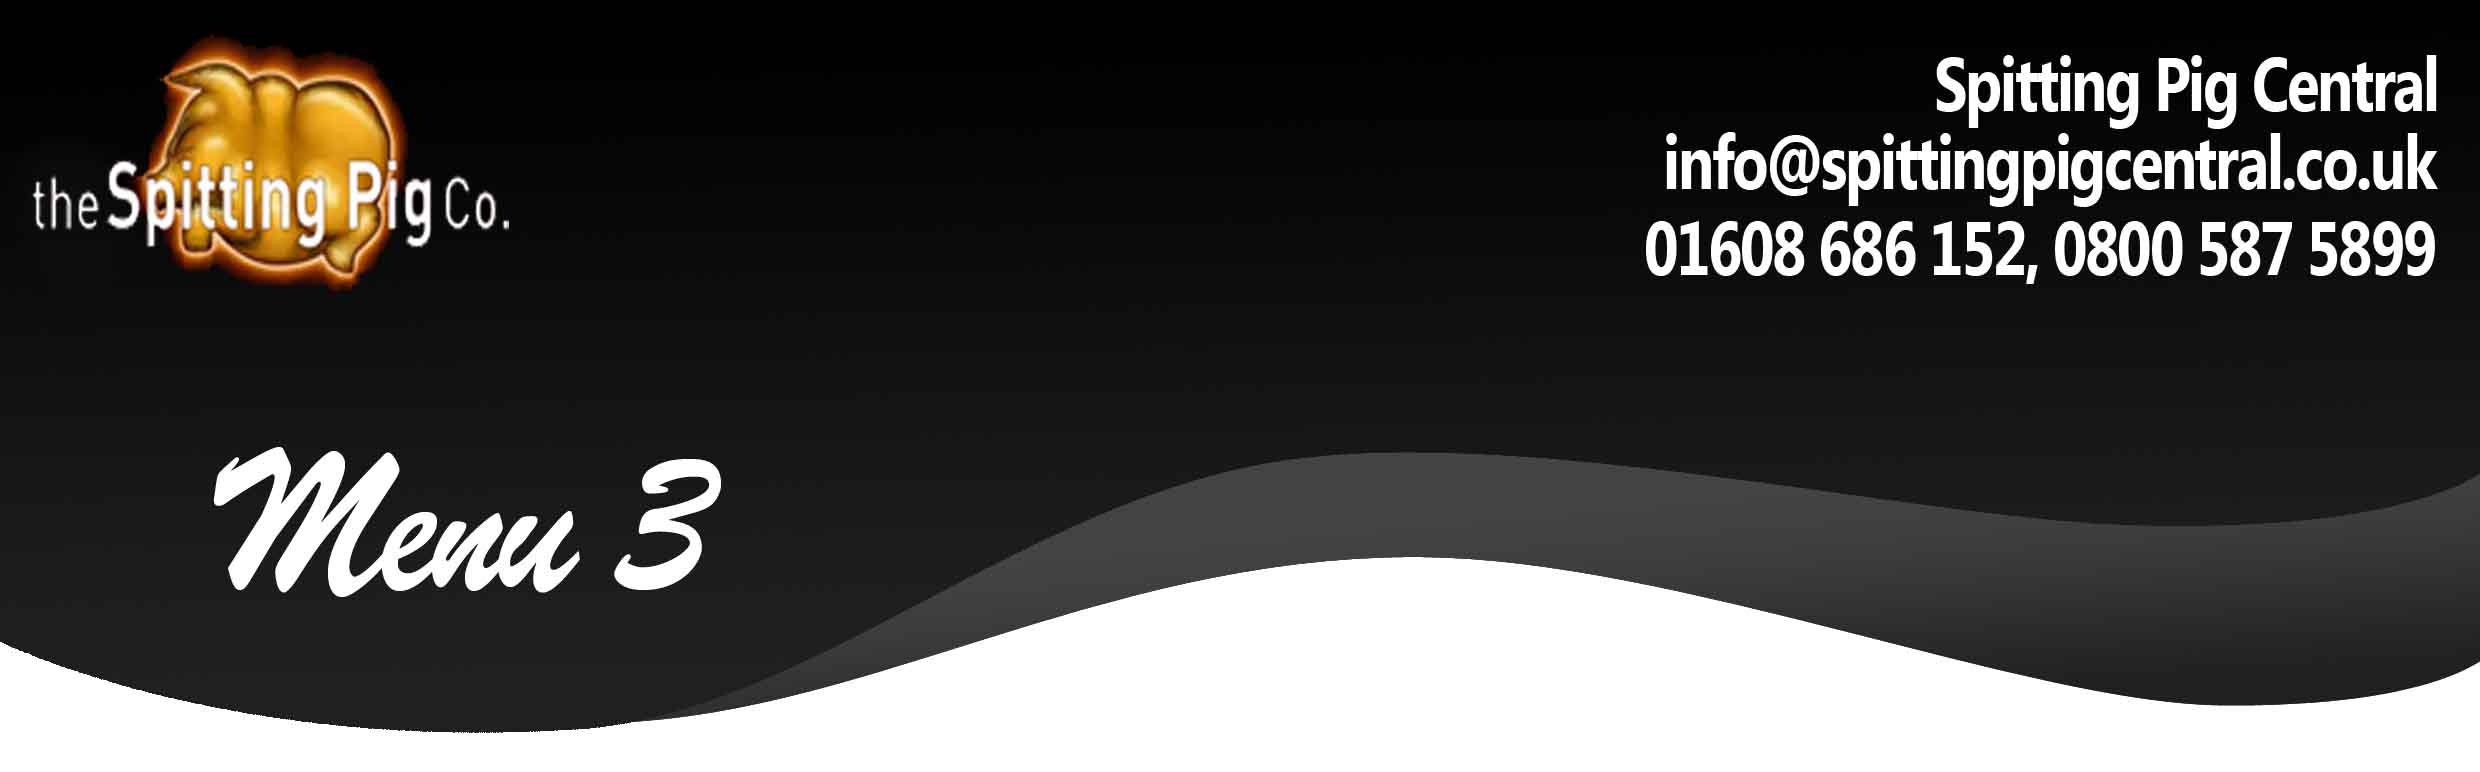 the Spitting Pig Co.
Spitting Pig Central
info@spittingpigcentral.co.uk
01608 686 152, 0800 587 5899
Menu 3